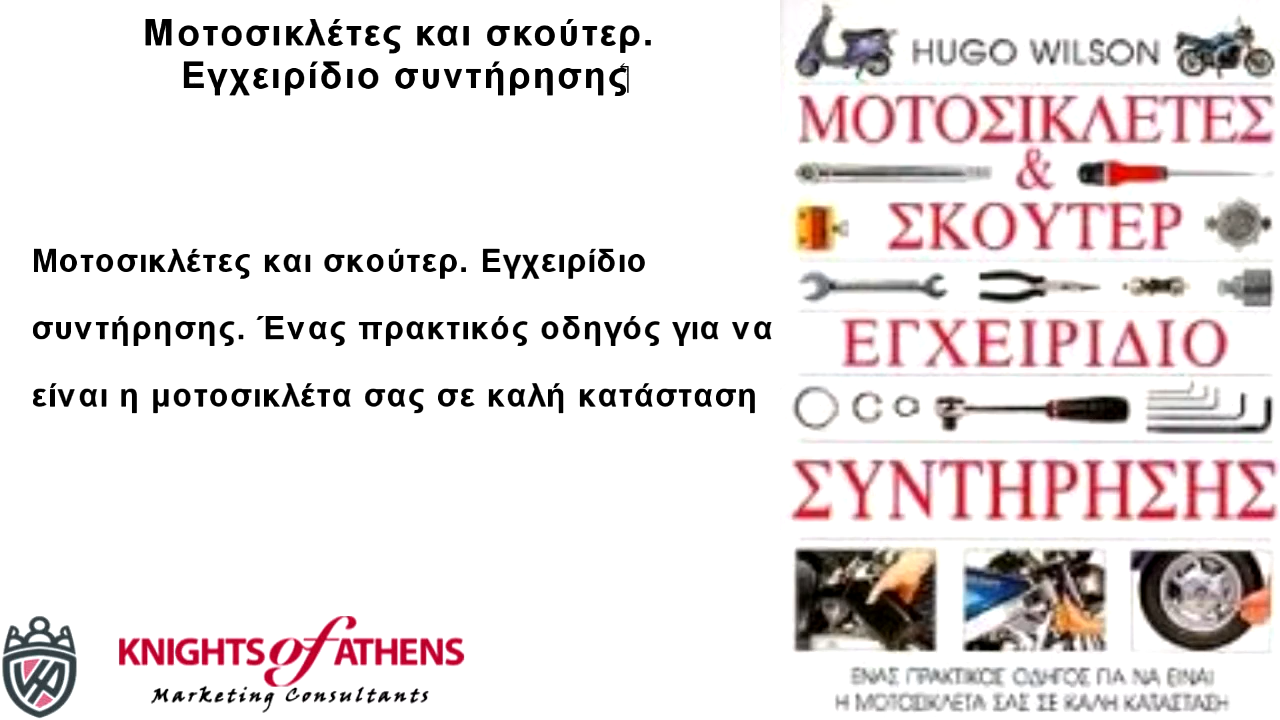 Μοτοσικλέτες και σκούτερ.
Εγχειρίδιο συντήρησης
Μοτοσικλέτες και σκούτερ. Εγχειρίδιο
συντήρησης. Ένας πρακτικός οδηγός για να
είναι η μοτοσικλέτα σας σε καλή κατάσταση
KNIGHTS of ATHENS
Marketing Consultants
HUGO WILSON
ΜΟΤΟΣΙΚΛΕΤΕΣ
&
ΣΚΟΥΤΕΡ
ΕΓΧΕΙΡΙΔΙΟ
ΣΥΝΤΗΡΗΣΗΣ
ΕΝΑΣ ΠΡΑΚΤΙΚΟΣ ΟΔΗΓΟΣ ΓΙΑ ΝΑ ΕΙΝΑΙ
Η ΜΟΤΟΣΙΚΛΕΤΑ ΣΑΣ ΣΕ ΚΑΛΗ ΚΑΤΑΣΤΑΣΗ